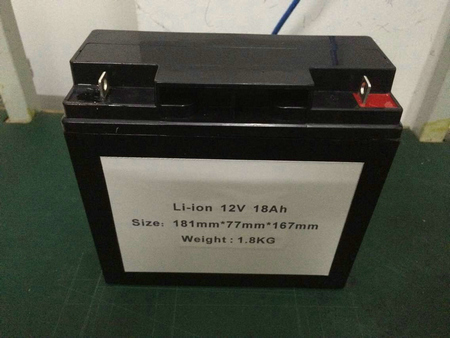 Li-ion 12V 18Ah
Size: 181mm*77mm*167mm
Weight : 1.8KG